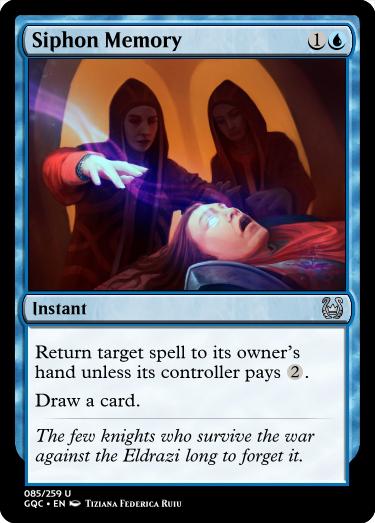 Siphon Memory 1
Instant
Return target spell to its owner's
hand unless its controller pays 2.
Draw a card.
The few knights who survive the war
against the Eldrazi long to forget it.
085/259 U
GQC • EN Tiziana Federica Ruiu